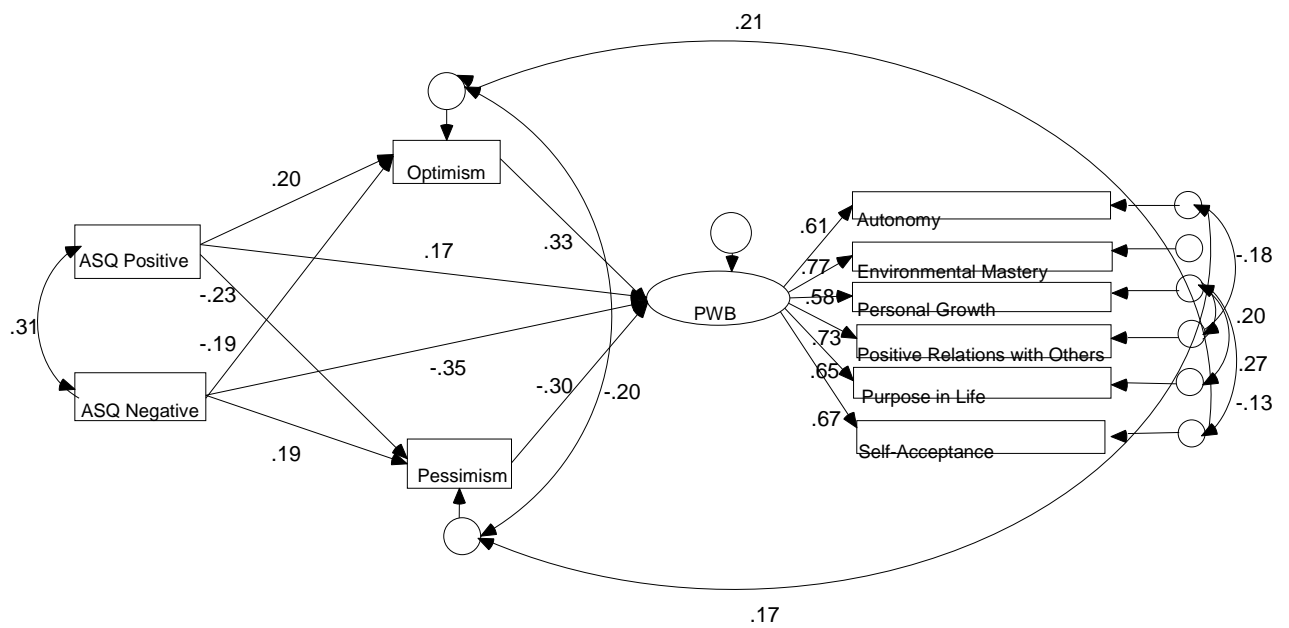 .21
Optimism
.20
ASQ Positive
.17
.33
-.23
.31
-.19
ASQ Negative
-.35
-.30
-.20
.19
Pessimism
PWB
.61
Autonomy
.77
Environmental Mastery
.58
Personal Growth
.73
Positive Relations with Others
.65
Purpose in Life
.67
Self-Acceptance
-.18
.20
.27
-.13
.17